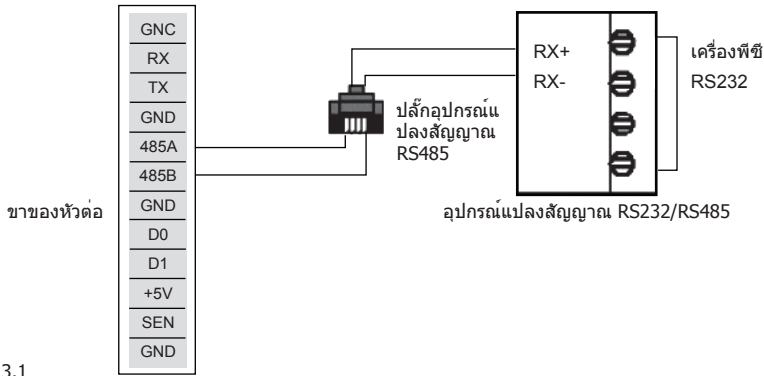 GNC
RX
TX
GND
485A
485B
GND
D0
D1
+5V
SEN
GND
ขาของหัวต่อ
3.1
ปลั๊กอุปกรณ์แ
ปลงสัญญาณ
RS485
RX+
RX-
เครื่องพีซี
RS232
อุปกรณ์แปลงสัญญาณ RS232/RS485